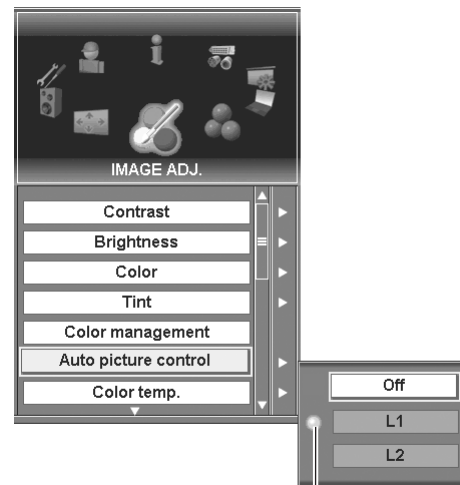 IMAGE ADJ.
Contrast
Brightness
Color
Tint
Color management
Auto picture control
Color temp.
Off
L1
L2